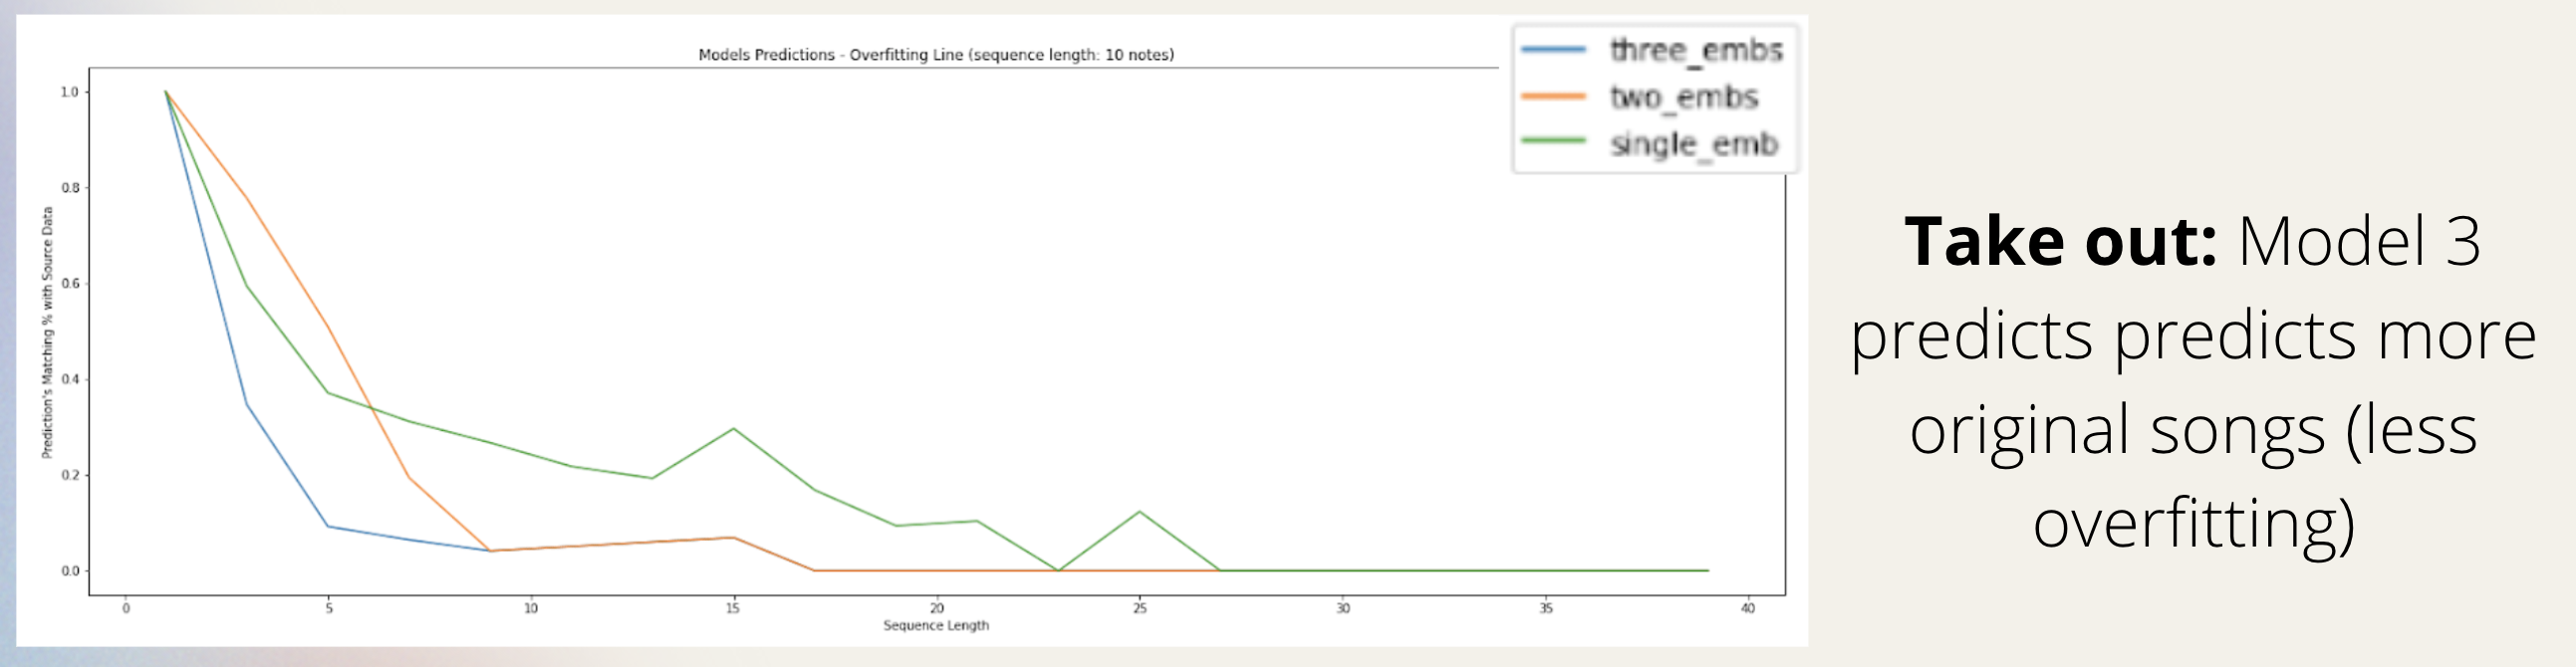 Models Predictions - Overfitting Line (sequence length: 10 notes)
three_embs
two_embs
single_emb
Prediction's Matching % with Source Data
1.0
0.8
0.6
0.4
0.2
0.0
0 5 10 15 20 25 30 35 40
Sequence Length
Take out: Model 3
predicts predicts more
original songs (less
overfitting)